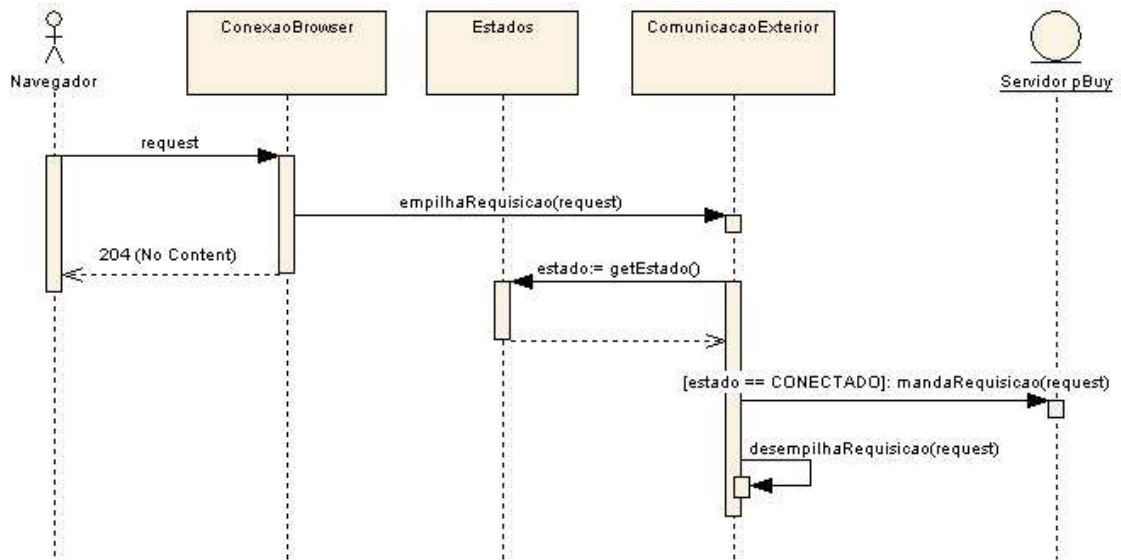 ConexaoBrowser
Estados
ComunicacaoExterior
Navegador
Servidor pBuy
request
empilhaRequisicao(request)
204 (No Content)
estado:= getEstado()
[estado == CONECTADO]: mandaRequisicao(request)
desempilhaRequisicao(request)